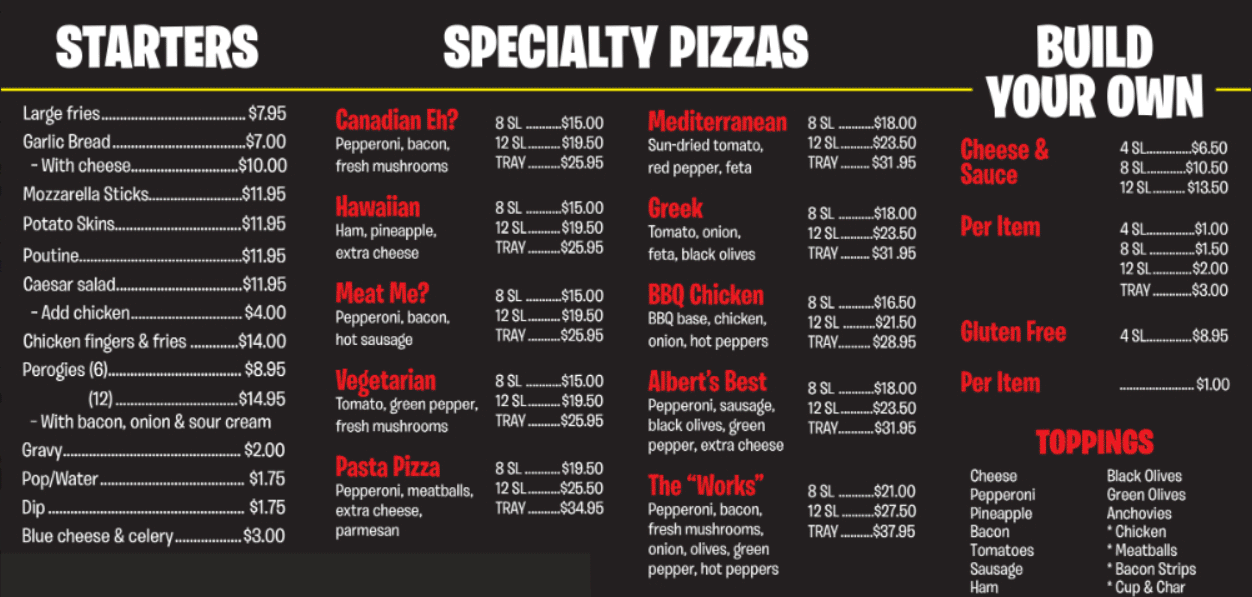 STARTERS
Large fries.......... $7.95
Garlic Bread..........$7.00
- With cheese..........$10.00
Mozzarella Sticks..........$11.95
Potato Skins..........$11.95
Poutine..........$11.95
Caesar salad..........$11.95
- Add chicken..........$4.00
Chicken fingers & fries ..........$14.00
Perogies (6).......... $8.95
(12) ..........$14.95
- With bacon, onion & sour cream
Gravy.......... $2.00
Pop/Water.......... $1.75
Dip .......... $1.75
Blue cheese & celery..........$3.00
SPECIALTY PIZZAS
Canadian Eh?
Pepperoni, bacon,
fresh mushrooms
8 SL ..........$15.00
12 SL..........$19.50
TRAY ..........$25.95
Hawaiian
Ham, pineapple,
extra cheese
8 SL ..........$15.00
12 SL..........$19.50
TRAY ..........$25.95
Meat Me?
Pepperoni, bacon,
hot sausage
8 SL ..........$15.00
12 SL..........$19.50
TRAY ..........$25.95
Vegetarian
Tomato, green pepper,
fresh mushrooms
8 SL ..........$15.00
12 SL..........$19.50
TRAY ..........$25.95
Pasta Pizza
Pepperoni, meatballs,
extra cheese,
parmesan
8 SL ..........$19.50
12 SL..........$25.50
TRAY ..........$34.95
Mediterranean
Sun-dried tomato,
red pepper, feta
8 SL ..........$18.00
12 SL..........$23.50
TRAY .......... $31 .95
Greek
Tomato, onion,
feta, black olives
8 SL ..........$18.00
12 SL..........$23.50
TRAY .......... $31 .95
BBQ Chicken
BBQ base, chicken,
onion, hot peppers
8 SL ..........$16.50
12 SL ..........$21.50
TRAY.......... $28.95
Albert's Best
Pepperoni, sausage,
black olives, green
pepper, extra cheese
8 SL ..........$18.00
12 SL..........$23.50
TRAY..........$31.95
The "Works"
Pepperoni, bacon,
fresh mushrooms,
onion, olives, green
pepper, hot peppers
8 SL ..........$21.00
12 SL..........$27.50
TRAY ..........$37.95
BUILD
YOUR OWN
Cheese &
Sauce
4 SL..........$6.50
8 SL..........$10.50
12 SL.......... $13.50
Per Item
4 SL..........$1.00
8 SL ..........$1.50
12 SL..........$2.00
TRAY ..........$3.00
Gluten Free
4 SL..........$8.95
Per Item
.......... $1.00
TOPPINGS
Cheese
Pepperoni
Pineapple
Bacon
Tomatoes
Sausage
Ham
Black Olives
Green Olives
Anchovies
* Chicken
* Meatballs
* Bacon Strips
* Cup & Char